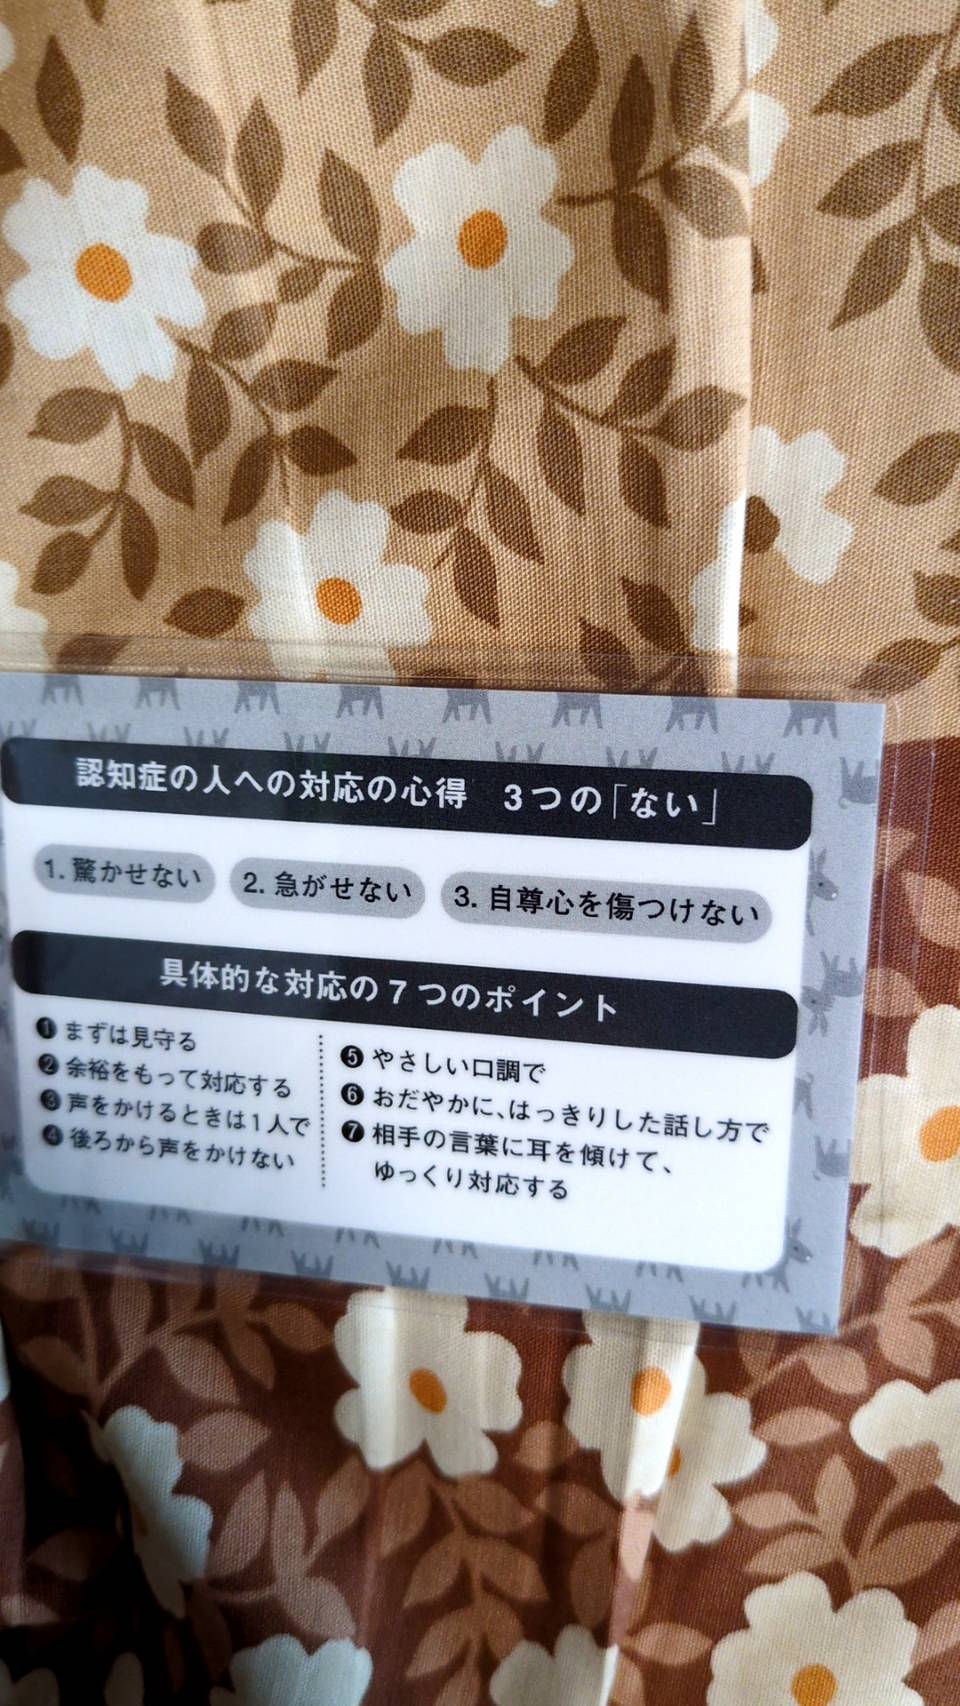 認知症の人への対応の心得　3つの「ない」
1. 驚かせない
2. 急がせない
3. 自尊心を傷つけない
具体的な対応の7つのポイント
❶ まずは見守る
❷ 余裕をもって対応する
❸ 声をかけるときは1人で
❹ 後ろから声をかけない
❺ やさしい口調で
❻ おだやかに、はっきりした話し方で
❼ 相手の言葉に耳を傾けて、
ゆっくり対応する